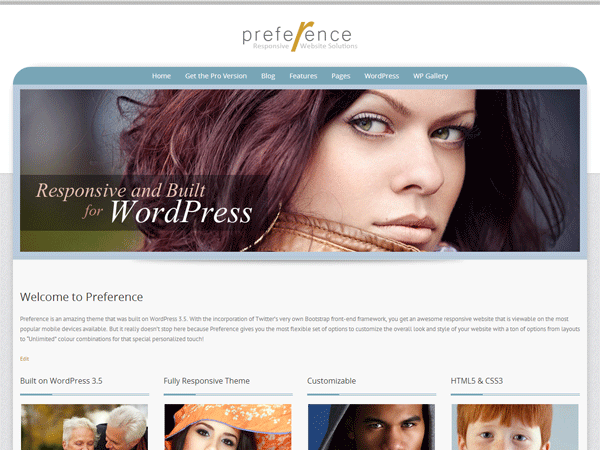 preference
Responsive Website Solutions
Home Get the Pro Version Blog Features Pages WordPress WP Gallery
Responsive and Built
for WordPress
Welcome to Preference
Preference is an amazing theme that was built on WordPress 3.5. With the incorporation of Twitter's very own Bootstrap front-end framework, you get an awesome responsive website that is viewable on the most
popular mobile devices available. But it really doesn't stop here because Preference gives you the most flexible set of options to customize the overall look and style of your website with a ton of options from layouts
to "Unlimited" colour combinations for that special personalized touch!
Edit
Built on WordPress 3.5 Fully Responsive Theme Customizable HTML5 & CSS3